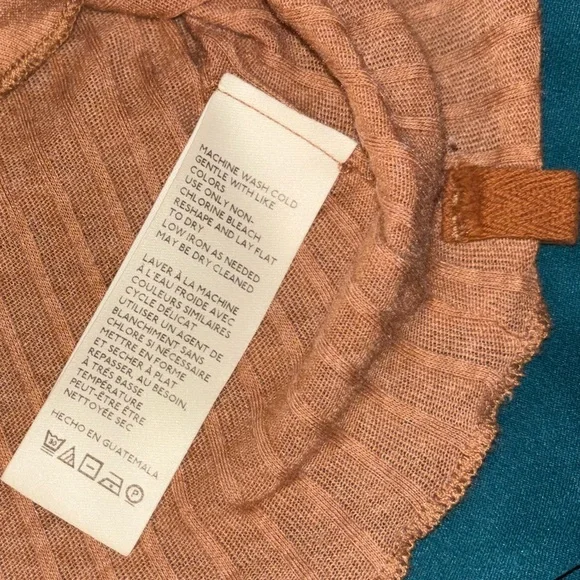 MACHINE WASH COLD
GENTLE WITH LIKE
COLORS.
USE ONLY NON-
CHLORINE BLEACH
RESHAPE AND LAY FLAT
TO DRY
LOW IRON AS NEEDED
MAY BE DRY CLEANED
LAVER À LA MACHINE
À L'EAU FROIDE AVEC
COULEURS SIMILAIRES
CYCLE DÉLICAT
UTILISER UN AGENT DE
BLANCHIMENT SANS
CHLORE SI NÉCESSAIRE
METTRE EN FORME
ET SÉCHER À PLAT
REPASSER, AU BESOIN,
À TRÈS BASSE
TEMPÉRATURE
PEUT-ÊTRE ÊTRE
NETTOYÉE SEC
HECHO EN GUATEMALA
30 P